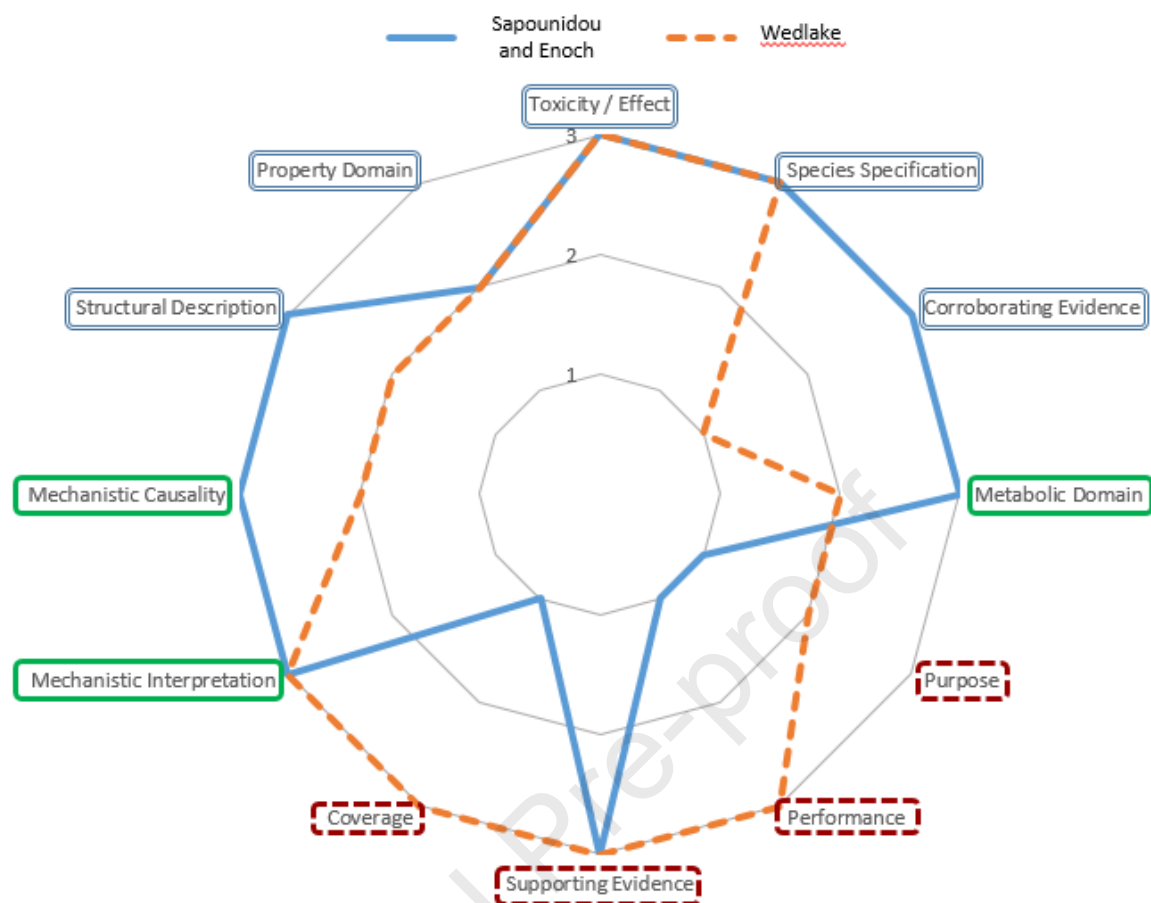 Sapounidou
and Enoch
Wedlake
Toxicity / Effect
3
Property Domain
Species Specification
2
Structural Description
Corroborating Evidence
1
Mechanistic Causality
Metabolic Domain
Mechanistic Interpretation
Purpose
Coverage
Performance
Supporting Evidence
l Pre-proof